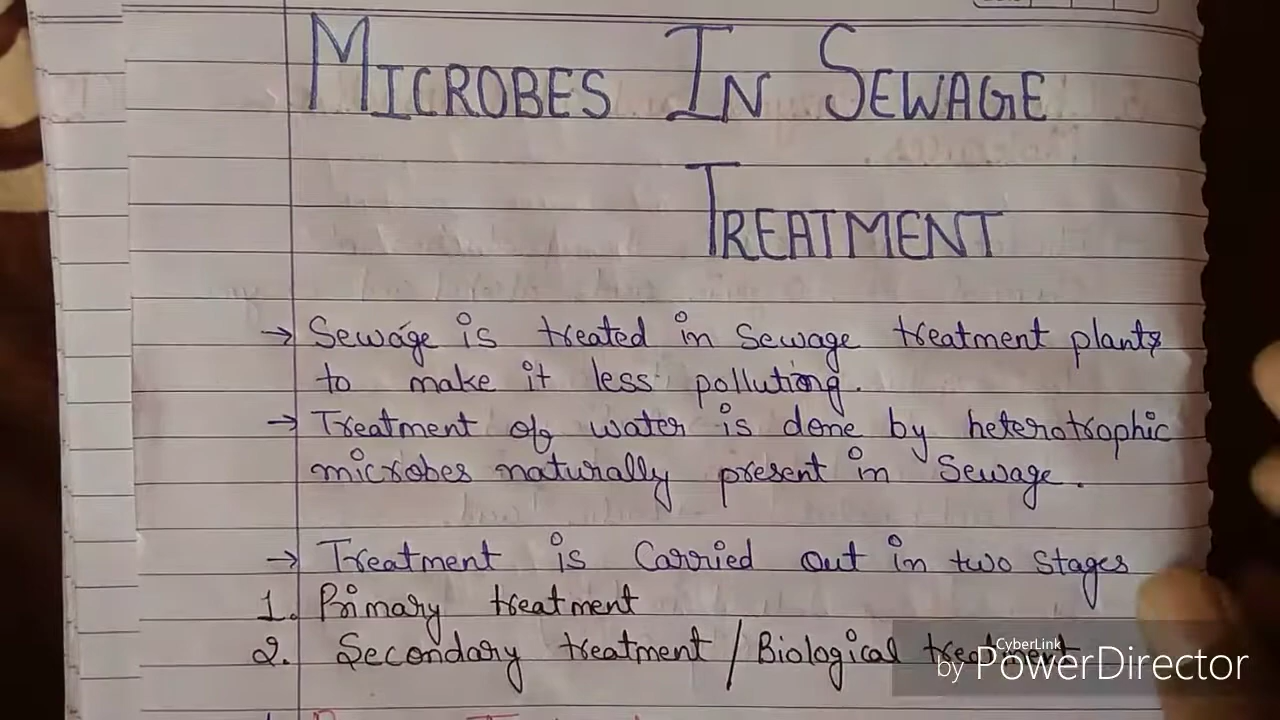 MICROBES IN SEWAGE
TREATMENT
→ Sewage is treated in Sewage treatment plants
to make it less polluting.
→ Treatment of water is done by heterotrophic
microbes naturally present in Sewage.
→ Treatment is Carried out in two stages
1. Primary treatment
2. Secondary treatment / Biological treatment
CyberLink
by PowerDirector